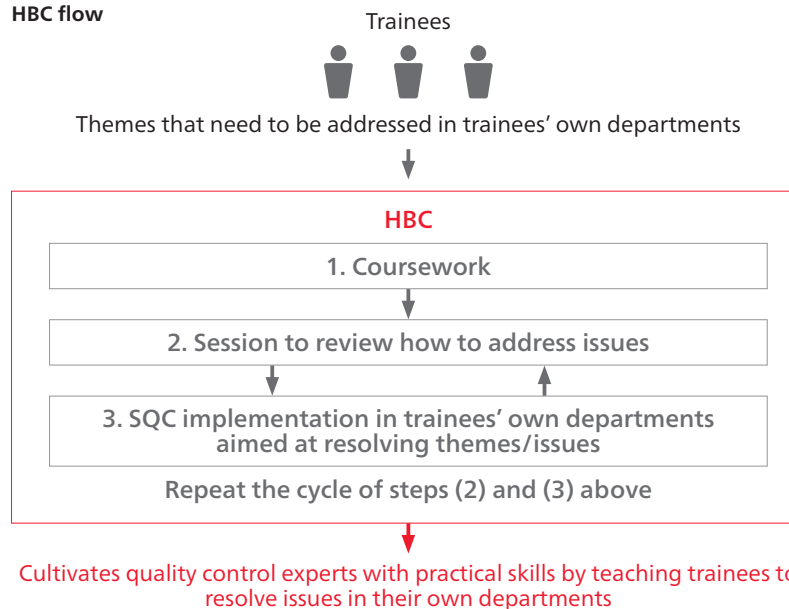 HBC flow
Trainees
Themes that need to be addressed in trainees’ own departments
HBC
1. Coursework
2. Session to review how to address issues
3. SQC implementation in trainees’ own departments
aimed at resolving themes/issues
Repeat the cycle of steps (2) and (3) above
Cultivates quality control experts with practical skills by teaching trainees to
resolve issues in their own departments